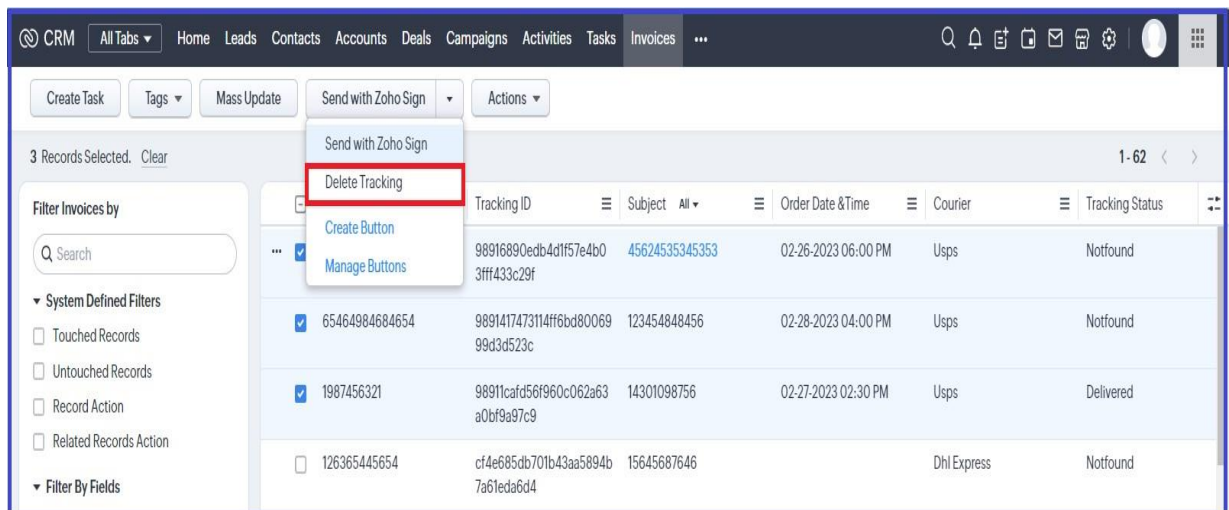 CRM All Tabs Home Leads Contacts Accounts Deals Campaigns Activities Tasks Invoices •••
Create Task Tags Mass Update Send with Zoho Sign Actions
Send with Zoho Sign
3 Records Selected. Clear 1 - 62
Delete Tracking
Filter Invoices by Tracking ID Subject All Order Date &Time Courier Tracking Status
Create Button
Search ••• 98916890edb4d1f57e4b0 45624535345353 02-26-2023 06:00 PM Usps Notfound
Manage Buttons 3fff433c29f
System Defined Filters
Touched Records 65464984684654 9891417473114ff6bd80069 123454848456 02-28-2023 04:00 PM Usps Notfound
99d3d523c
Untouched Records
Record Action 1987456321 98911cafd56f960c062a63 14301098756 02-27-2023 02:30 PM Usps Delivered
a0bf9a97c9
Related Records Action
126365445654 cf4e685db701b43aa5894b 15645687646 Dhl Express Notfound
Filter By Fields 7a61eda6d4